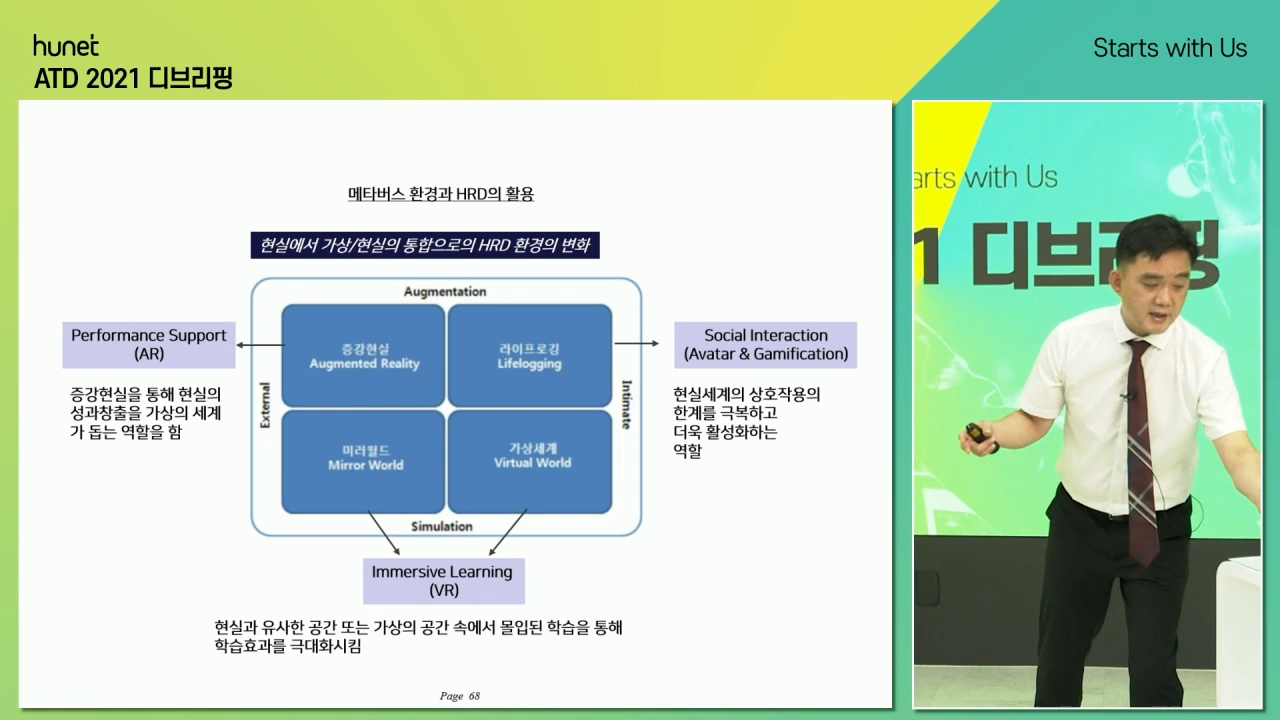 hunet
ATD 2021 디브리핑
Starts with Us
메타버스 환경과 HRD의 활용
현실에서 가상/현실의 통합으로의 HRD 환경의 변화
Augmentation
Performance Support
(AR)
증강현실을 통해 현실의
성과창출을 가상의 세계
가 돕는 역할을 함
External
증강현실
Augmented Reality
라이프로깅
Lifelogging
미러월드
Mirror World
가상세계
Virtual World
Intimate
Simulation
Social Interaction
(Avatar & Gamification)
현실세계의 상호작용의
한계를 극복하고
더욱 활성화하는
역할
Immersive Learning
(VR)
현실과 유사한 공간 또는 가상의 공간 속에서 몰입된 학습을 통해
학습효과를 극대화시킴
Page 68
arts with Us
1 디브리핑